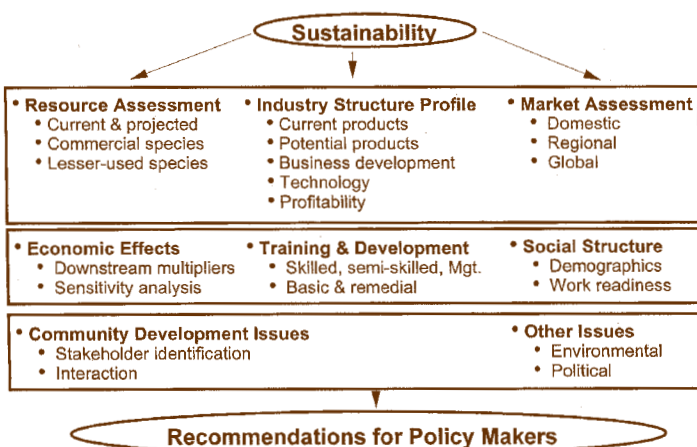 Sustainability
• Resource Assessment
• Current & projected
• Commercial species
• Lesser-used species
• Industry Structure Profile
• Current products
• Potential products
• Business development
• Technology
• Profitability
• Market Assessment
• Domestic
• Regional
• Global
• Economic Effects
• Downstream multipliers
• Sensitivity analysis
• Training & Development
• Skilled, semi-skilled, Mgt.
• Basic & remedial
• Social Structure
• Demographics
• Work readiness
• Community Development Issues
• Stakeholder identification
• Interaction
• Other Issues
• Environmental
• Political
Recommendations for Policy Makers